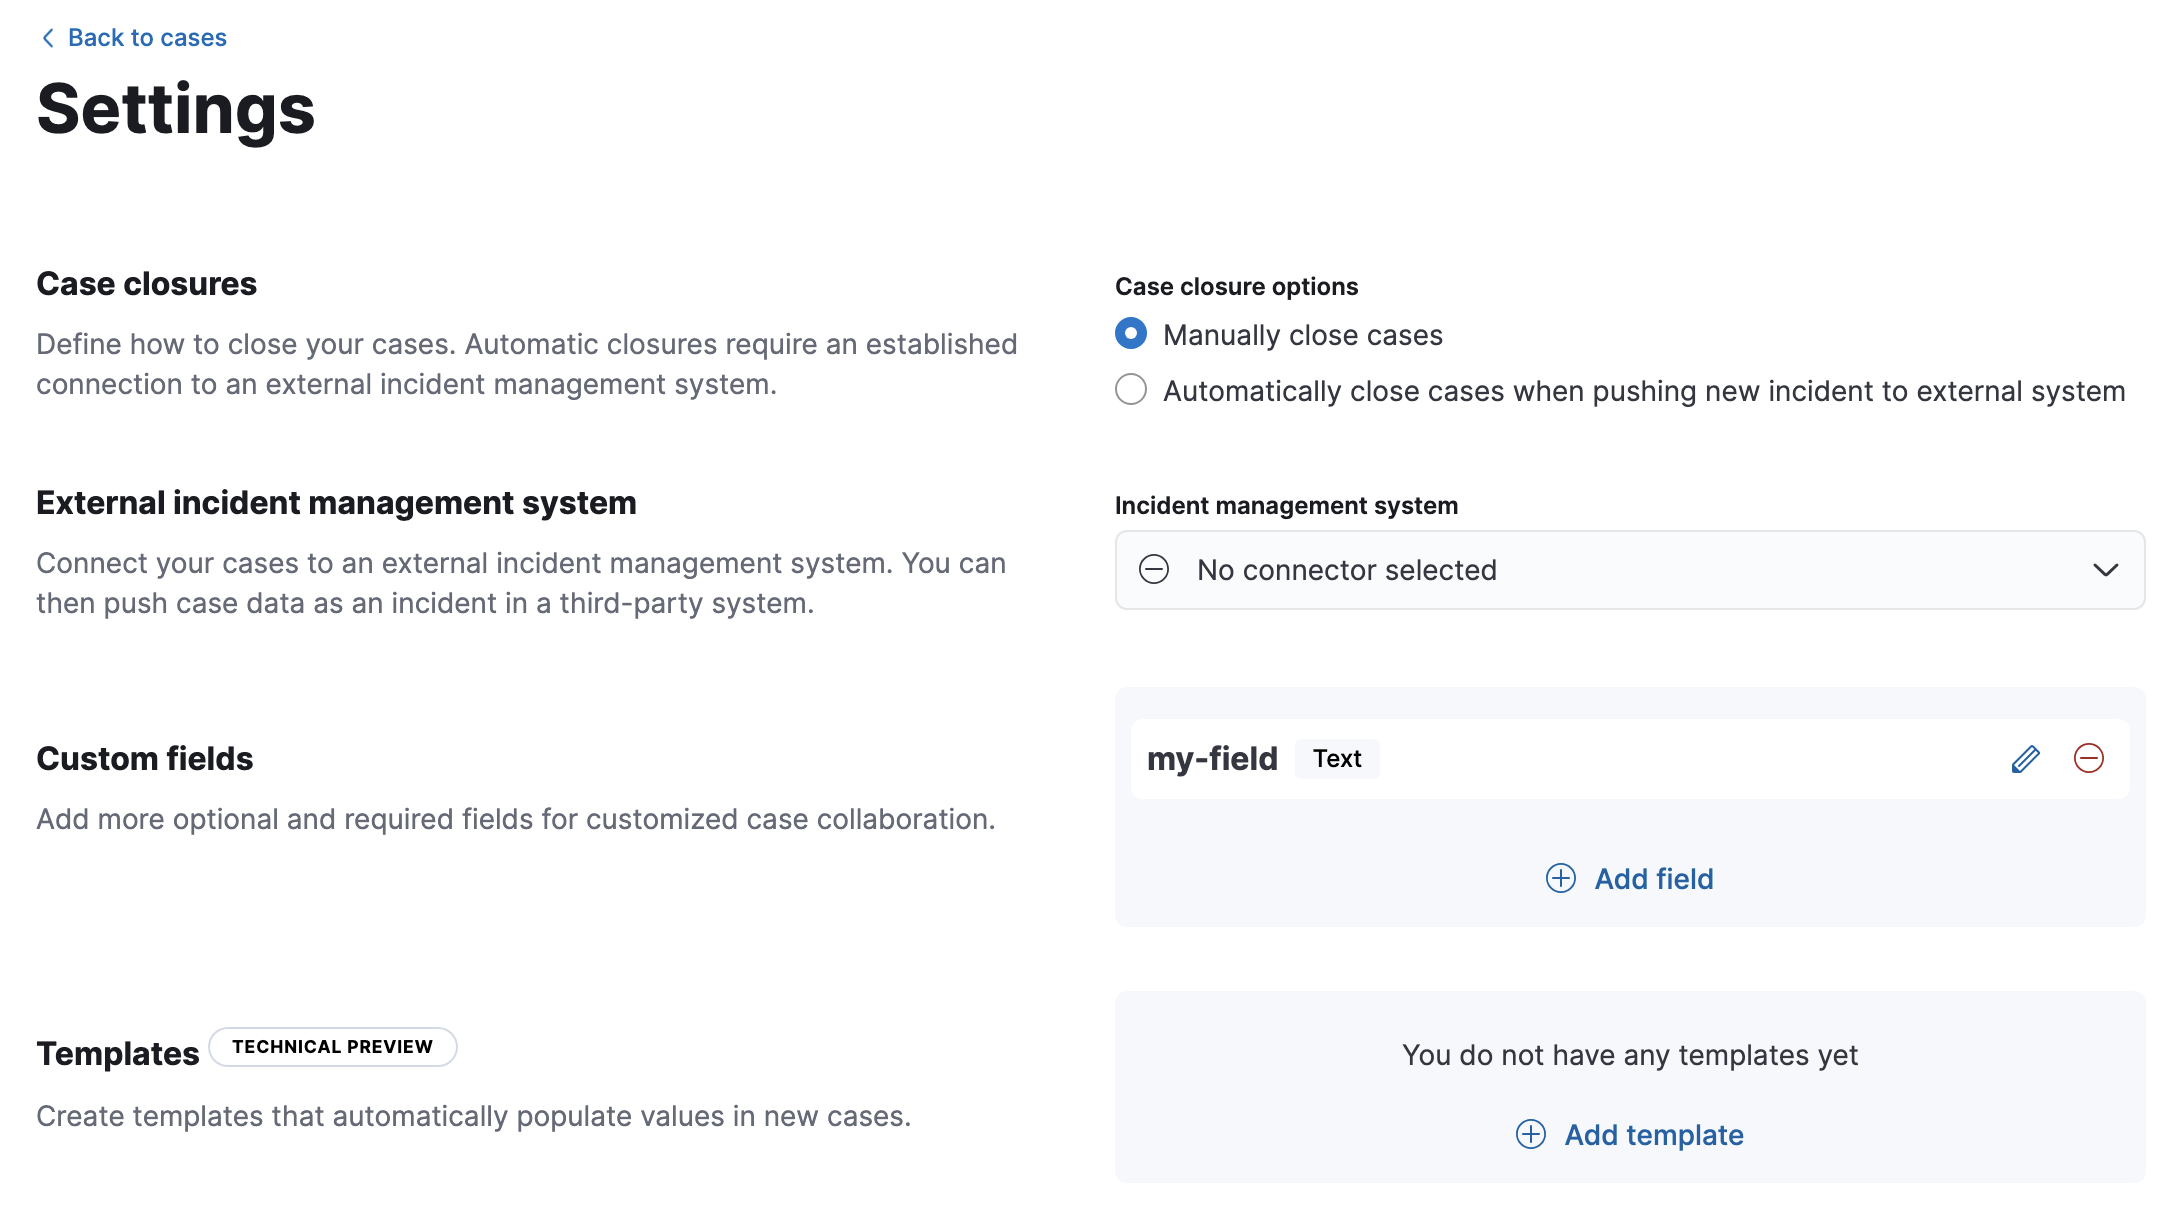 Back to cases
Settings
Case closures
Define how to close your cases. Automatic closures require an established
connection to an external incident management system.
Case closure options
Manually close cases
Automatically close cases when pushing new incident to external system
External incident management system
Connect your cases to an external incident management system. You can
then push case data as an incident in a third-party system.
Incident management system
No connector selected
Custom fields
Add more optional and required fields for customized case collaboration.
my-field Text
Add field
Templates TECHNICAL PREVIEW
Create templates that automatically populate values in new cases.
You do not have any templates yet
Add template